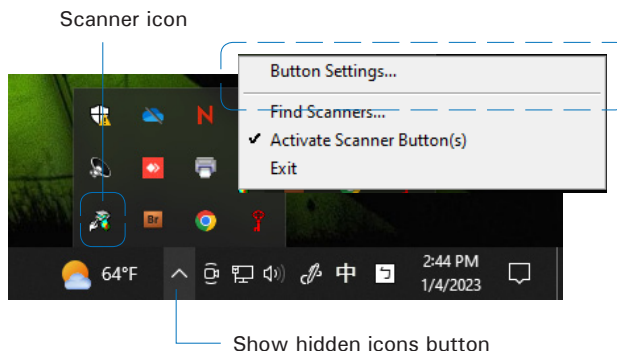 Scanner icon
Button Settings...
Find Scanners...
Activate Scanner Button(s)
Exit
N
Br
64°F
中
ㄅ
2:44 PM
1/4/2023
Show hidden icons button